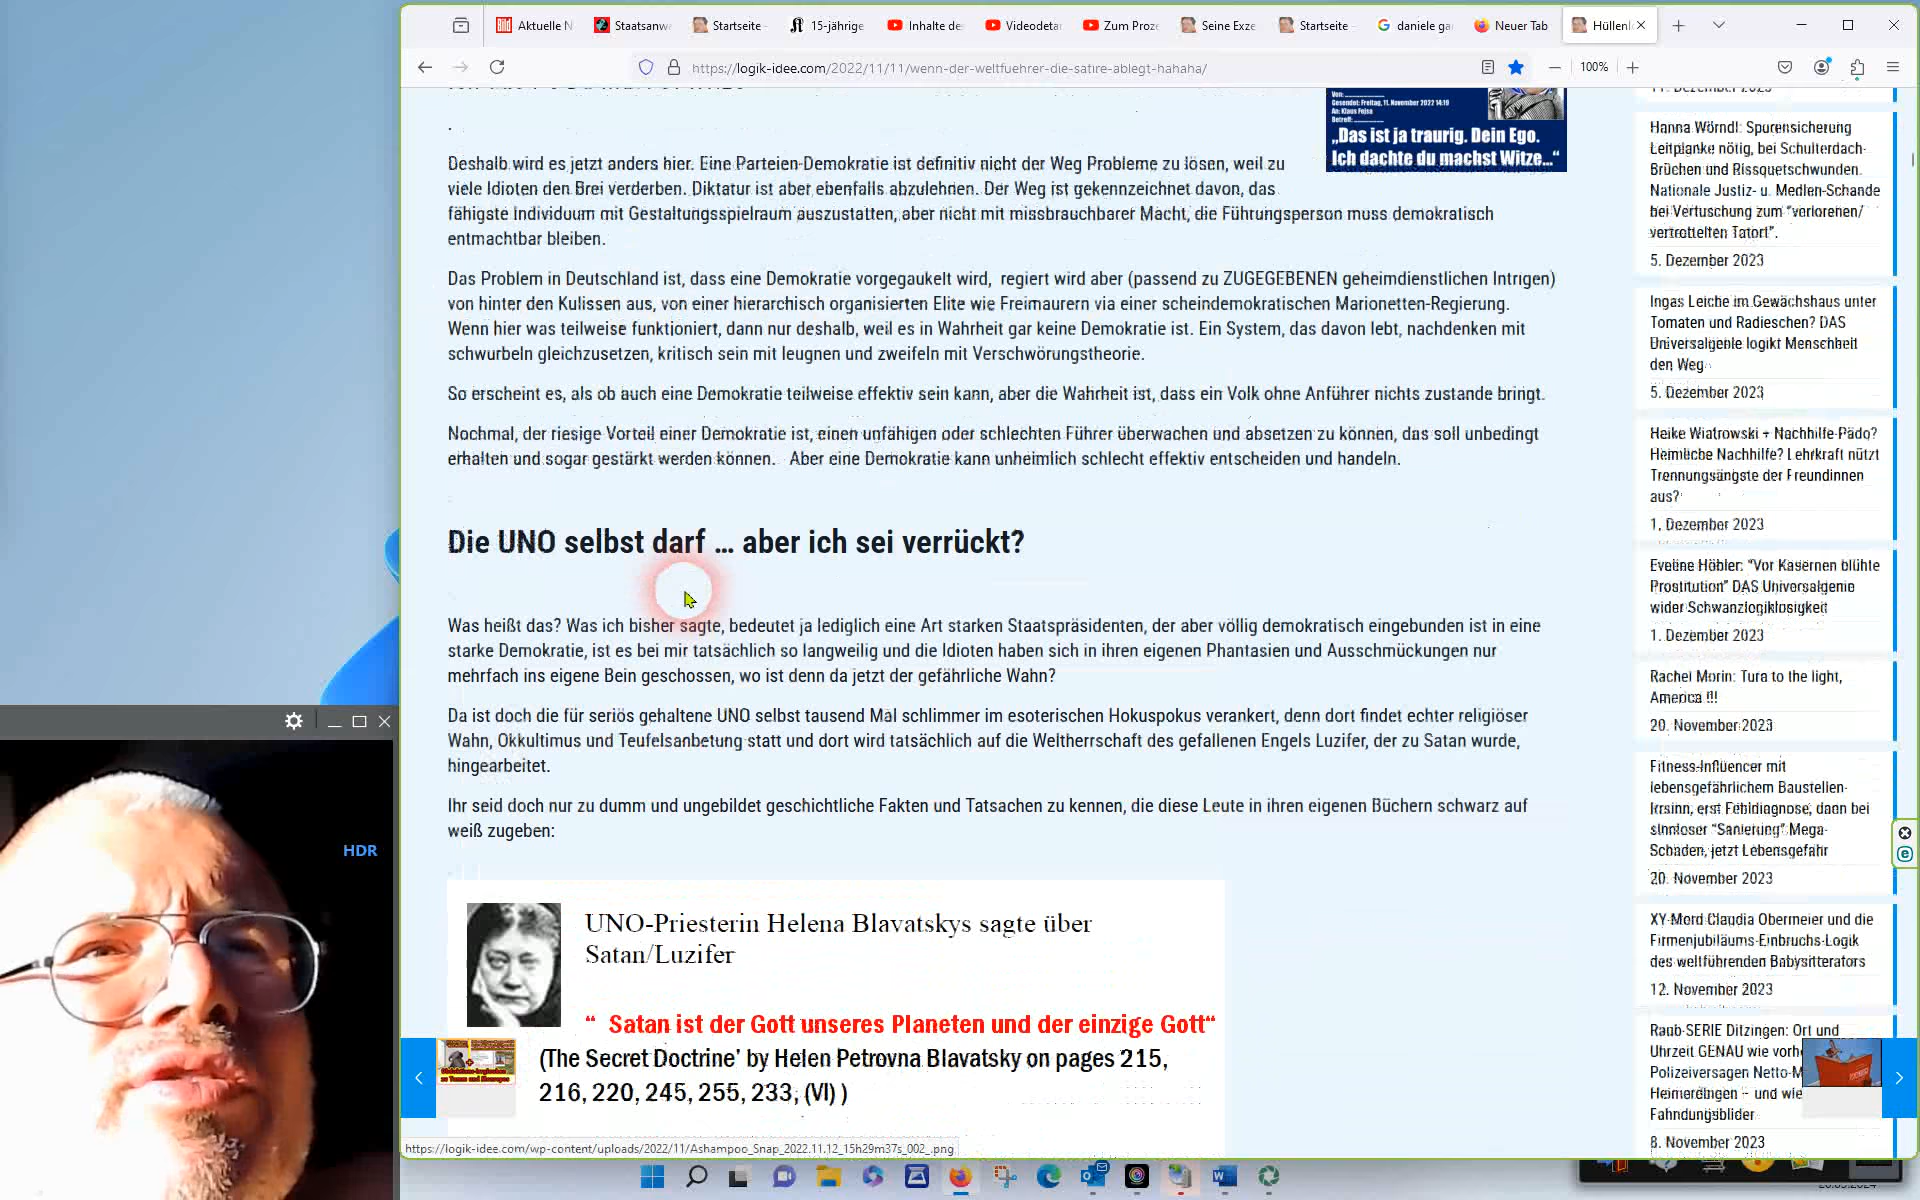 Aktuelle N
Staatsanw
Startseite
15-jährige
Inhalte de
Videodeta
Zum Proz
Seine Exze
Startseite
daniele ga
Neuer Tab
Hüllenl
https://logik-idee.com/2022/11/11/wenn-der-weltfuehrer-die-satire-ablegt-hahaha/
100%
Von:
Gesendet: Freitag, 11. November 2022 14:19
An: Klaus Fejsa
Betreff:
„Das ist ja traurig. Dein Ego.
Ich dachte du machst Witze...“
Deshalb wird es jetzt anders hier. Eine Parteien-Demokratie ist definitiv nicht der Weg Probleme zu lösen, weil zu
viele Idioten den Brei verderben. Diktatur ist aber ebenfalls abzulehnen. Der Weg ist gekennzeichnet davon, das
fähigste Individuum mit Gestaltungsspielraum auszustatten, aber nicht mit missbrauchbarer Macht, die Führungsperson muss demokratisch
entmachtbar bleiben.
Das Problem in Deutschland ist, dass eine Demokratie vorgegaukelt wird, regiert wird aber (passend zu ZUGEGEBENEN geheimdienstlichen Intrigen)
von hinter den Kulissen aus, von einer hierarchisch organisierten Elite wie Freimaurern via einer scheindemokratischen Marionetten-Regierung.
Wenn hier was teilweise funktioniert, dann nur deshalb, weil es in Wahrheit gar keine Demokratie ist. Ein System, das davon lebt, nachdenken mit
schwurbeln gleichzusetzen, kritisch sein mit leugnen und zweifeln mit Verschwörungstheorie.
So erscheint es, als ob auch eine Demokratie teilweise effektiv sein kann, aber die Wahrheit ist, dass ein Volk ohne Anführer nichts zustande bringt.
Nochmal, der riesige Vorteil einer Demokratie ist, einen unfähigen oder schlechten Führer überwachen und absetzen zu können, das soll unbedingt
erhalten und sogar gestärkt werden können. Aber eine Demokratie kann unheimlich schlecht effektiv entscheiden und handeln.
Die UNO selbst darf ... aber ich sei verrückt?
Was heißt das? Was ich bisher sagte, bedeutet ja lediglich eine Art starken Staatspräsidenten, der aber völlig demokratisch eingebunden ist in eine
starke Demokratie, ist es bei mir tatsächlich so langweilig und die Idioten haben sich in ihren eigenen Phantasien und Ausschmückungen nur
mehrfach ins eigene Bein geschossen, wo ist denn da jetzt der gefährliche Wahn?
Da ist doch die für seriös gehaltene UNO selbst tausend Mal schlimmer im esoterischen Hokuspokus verankert, denn dort findet echter religiöser
Wahn, Okkultimus und Teufelsanbetung statt und dort wird tatsächlich auf die Weltherrschaft des gefallenen Engels Luzifer, der zu Satan wurde,
hingearbeitet.
Ihr seid doch nur zu dumm und ungebildet geschichtliche Fakten und Tatsachen zu kennen, die diese Leute in ihren eigenen Büchern schwarz auf
weiß zugeben:
UNO-Priesterin Helena Blavatskys sagte über
Satan/Luzifer
“ Satan ist der Gott unseres Planeten und der einzige Gott“
(The Secret Doctrine' by Helen Petrovna Blavatsky on pages 215,
216, 220, 245, 255, 233, (VI) )
https://logik-idee.com/wp-content/uploads/2022/11/Ashampoo_Snap_2022.11.12_15h29m37s_002_.png
11. Dezember 2023
Hanna Wörndl: Spurensicherung
Leitplanke nötig, bei Schulterdach-
Brüchen und Rissquetschwunden.
Nationale Justiz- u. Medien-Schande
bei Vertuschung zum “verlorenen/
vertrottelten Tatort”.
5. Dezember 2023
Ingas Leiche im Gewächshaus unter
Tomaten und Radieschen? DAS
Universalgenie logikt Menschheit
den Weg
5. Dezember 2023
Heike Wiatrowski + Nachhilfe-Pädo?
Heimliche Nachhilfe? Lehrkraft nützt
Trennungsängste der Freundinnen
aus?
1. Dezember 2023
Eveline Höbler: “Vor Kasernen blühte
Prostitution” DAS Universalgenie
wider Schwanzlogiklosigkeit
1. Dezember 2023
Rachel Morin: Turn to the light,
America !!!
20. November 2023
Fitness-Influencer mit
lebensgefährlichem Baustellen-
Irrsinn, erst Fehldiagnose, dann bei
sinnloser “Sanierung” Mega-
Schaden, jetzt Lebensgefahr
20. November 2023
XY-Mord Claudia Obermeier und die
Firmenjubiläums-Einbruchs-Logik
des weltführenden Babysitterators
12. November 2023
Raub-SERIE Ditzingen: Ort und
Uhrzeit GENAU wie vorhe
Polizeiversagen Netto-M
Heimerdingen – und wie
Fahndungsbilder
8. November 2023
HDR